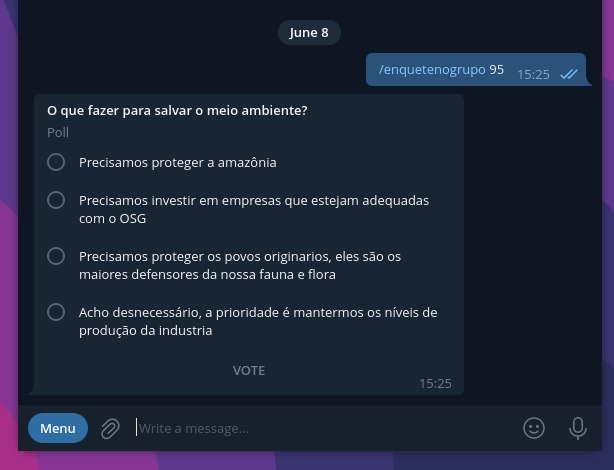 June 8
/enquetenogrupo 95 15:25
O que fazer para salvar o meio ambiente?
Poll
Precisamos proteger a amazônia
Precisamos investir em empresas que estejam adequadas
com o OSG
Precisamos proteger os povos originarios, eles são os
maiores defensores da nossa fauna e flora
Acho desnecessário, a prioridade é mantermos os níveis de
produção da industria
VOTE
15:25
Menu
Write a message...